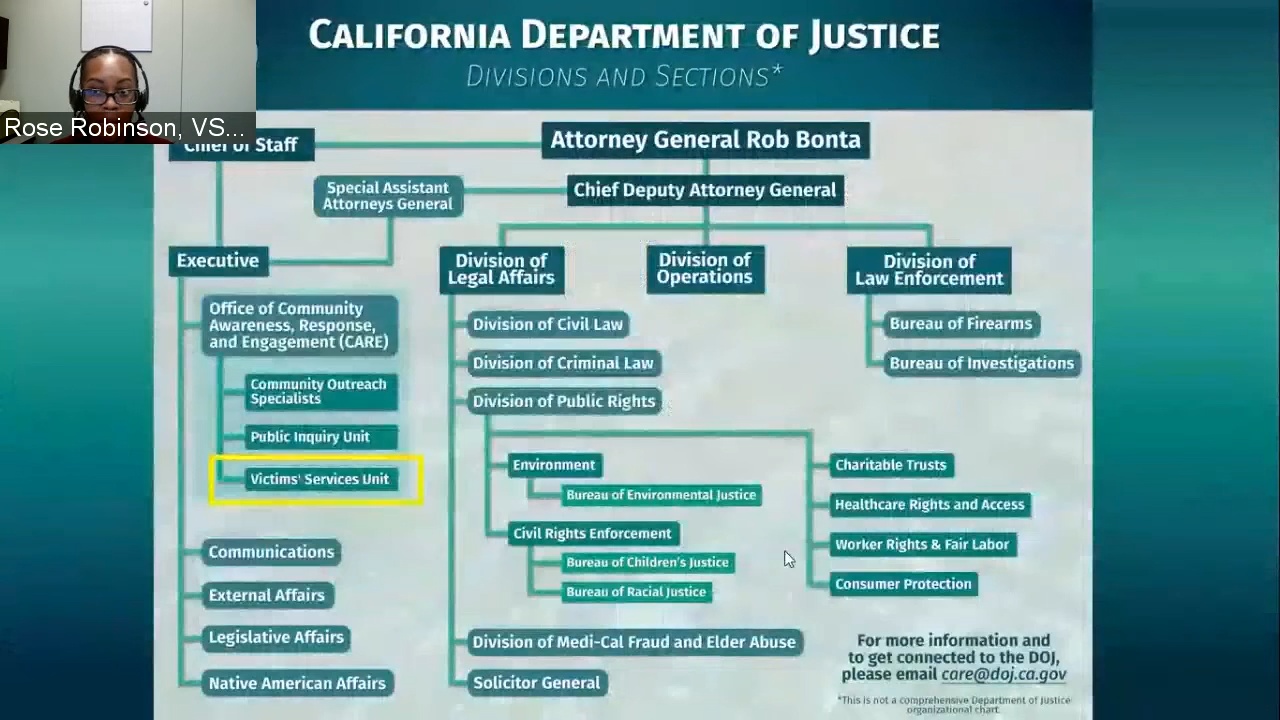 CALIFORNIA DEPARTMENT OF JUSTICE
DIVISIONS AND SECTIONS*
Rose Robinson, VS...
Chief of Staff
Attorney General Rob Bonta
Special Assistant
Attorneys General
Chief Deputy Attorney General
Executive
Division of
Legal Affairs
Division of
Operations
Division of
Law Enforcement
Office of Community
Awareness, Response,
and Engagement (CARE)
Community Outreach
Specialists
Public Inquiry Unit
Victims' Services Unit
Communications
External Affairs
Legislative Affairs
Native American Affairs
Division of Civil Law
Division of Criminal Law
Division of Public Rights
Environment
Bureau of Environmental Justice
Civil Rights Enforcement
Bureau of Children's Justice
Bureau of Racial Justice
Charitable Trusts
Healthcare Rights and Access
Worker Rights & Fair Labor
Consumer Protection
Division of Medi-Cal Fraud and Elder Abuse
Solicitor General
Bureau of Firearms
Bureau of Investigations
For more information and
to get connected to the DOJ,
please email care@doj.ca.gov
*This is not a comprehensive Department of Justice
organizational chart.